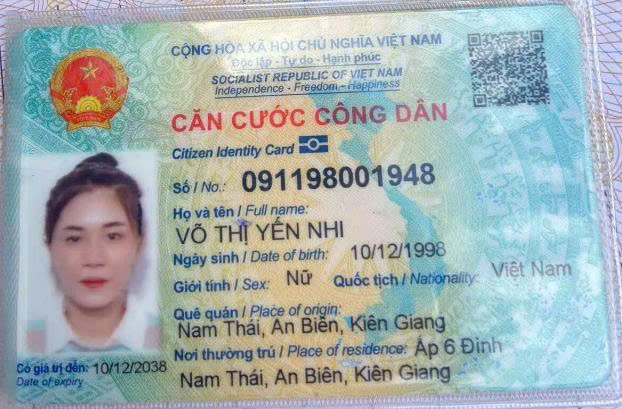 CỘNG HÒA XÃ HỘI CHỦ NGHĨA VIỆT NAM
Độc lập - Tự do - Hạnh phúc
SOCIALIST REPUBLIC OF VIET NAM
Independence - Freedom - Happiness
CĂN CƯỚC CÔNG DÂN
Citizen Identity Card
Số / No.: 091198001948
Họ và tên / Full name:
VÕ THỊ YẾN NHI
Ngày sinh / Date of birth: 10/12/1998
Giới tính / Sex: Nữ Quốc tịch / Nationality: Việt Nam
Quê quán / Place of origin:
Nam Thái, An Biên, Kiên Giang
Nơi thường trú / Place of residence: Ấp 6 Đình
Nam Thái, An Biên, Kiên Giang
Có giá trị đến: 10/12/2038
Date of expiry